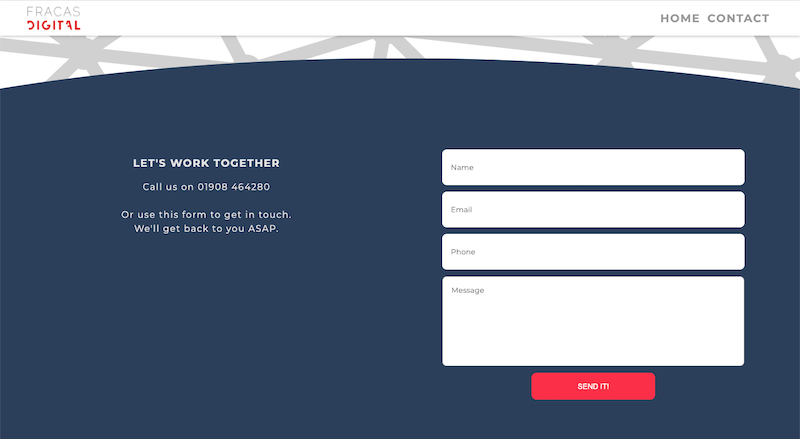 FRACAS
DIGITAL
HOME CONTACT
LET'S WORK TOGETHER
Call us on 01908 464280
Or use this form to get in touch.
We'll get back to you ASAP.
Name
Email
Phone
Message
SEND IT!